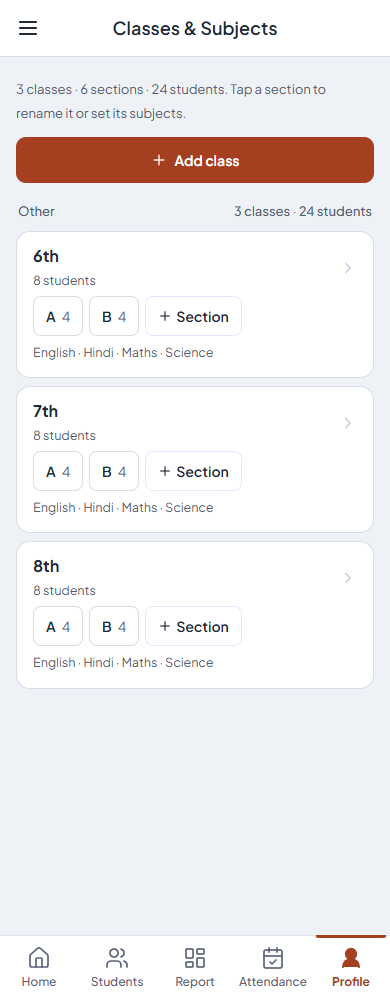 Classes & Subjects
3 classes · 6 sections · 24 students. Tap a section to
rename it or set its subjects.
+ Add class
Other 3 classes · 24 students
6th
8 students
A 4 B 4 + Section
English · Hindi · Maths · Science
7th
8 students
A 4 B 4 + Section
English · Hindi · Maths · Science
8th
8 students
A 4 B 4 + Section
English · Hindi · Maths · Science
Home Students Report Attendance Profile